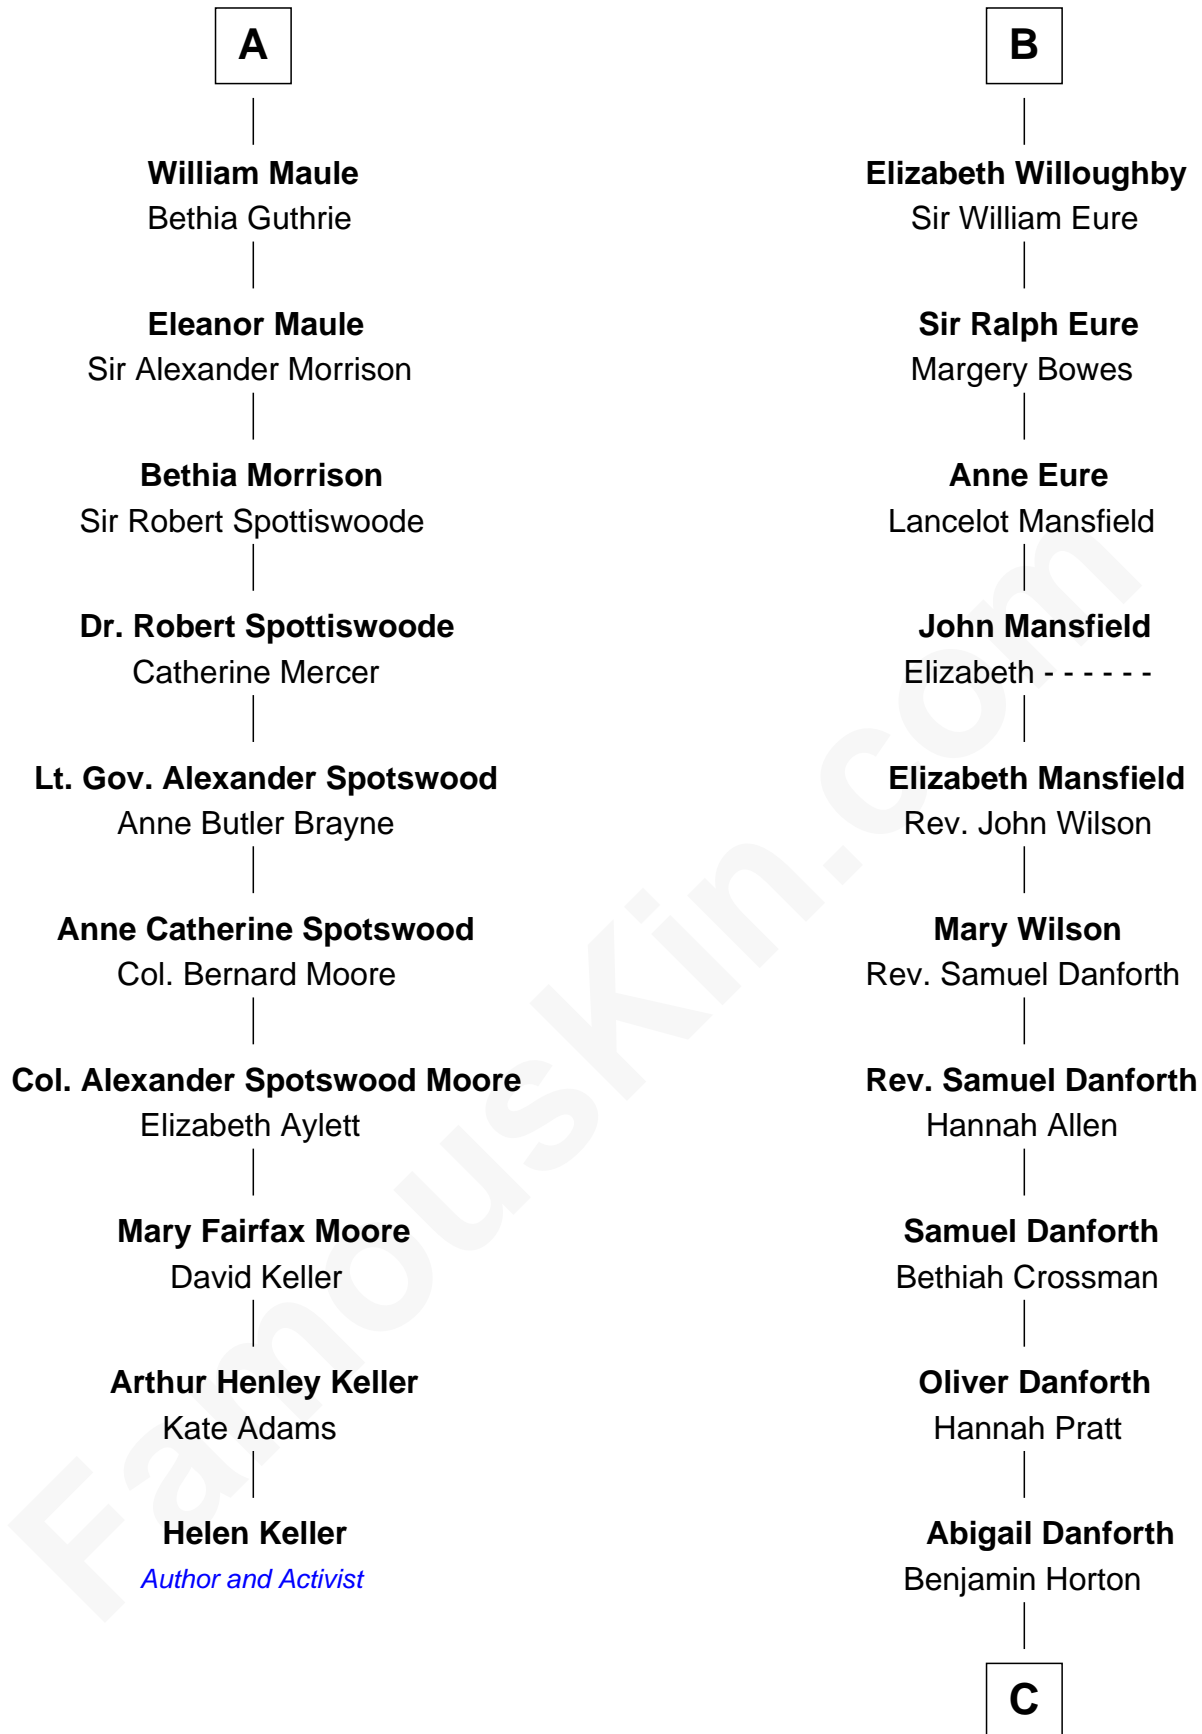 A
William Maule
Bethia Guthrie
Eleanor Maule
Sir Alexander Morrison
Bethia Morrison
Sir Robert Spottiswoode
Dr. Robert Spottiswoode
Catherine Mercer
Lt. Gov. Alexander Spotswood
Anne Butler Brayne
Anne Catherine Spotswood
Col. Bernard Moore
Col. Alexander Spotswood Moore
Elizabeth Aylett
Mary Fairfax Moore
David Keller
Arthur Henley Keller
Kate Adams
Helen Keller
Author and Activist
B
Elizabeth Willoughby
Sir William Eure
Sir Ralph Eure
Margery Bowes
Anne Eure
Lancelot Mansfield
John Mansfield
Elizabeth - - - - - -
Elizabeth Mansfield
Rev. John Wilson
Mary Wilson
Rev. Samuel Danforth
Rev. Samuel Danforth
Hannah Allen
Samuel Danforth
Bethiah Crossman
Oliver Danforth
Hannah Pratt
Abigail Danforth
Benjamin Horton
C
FamousKin.com